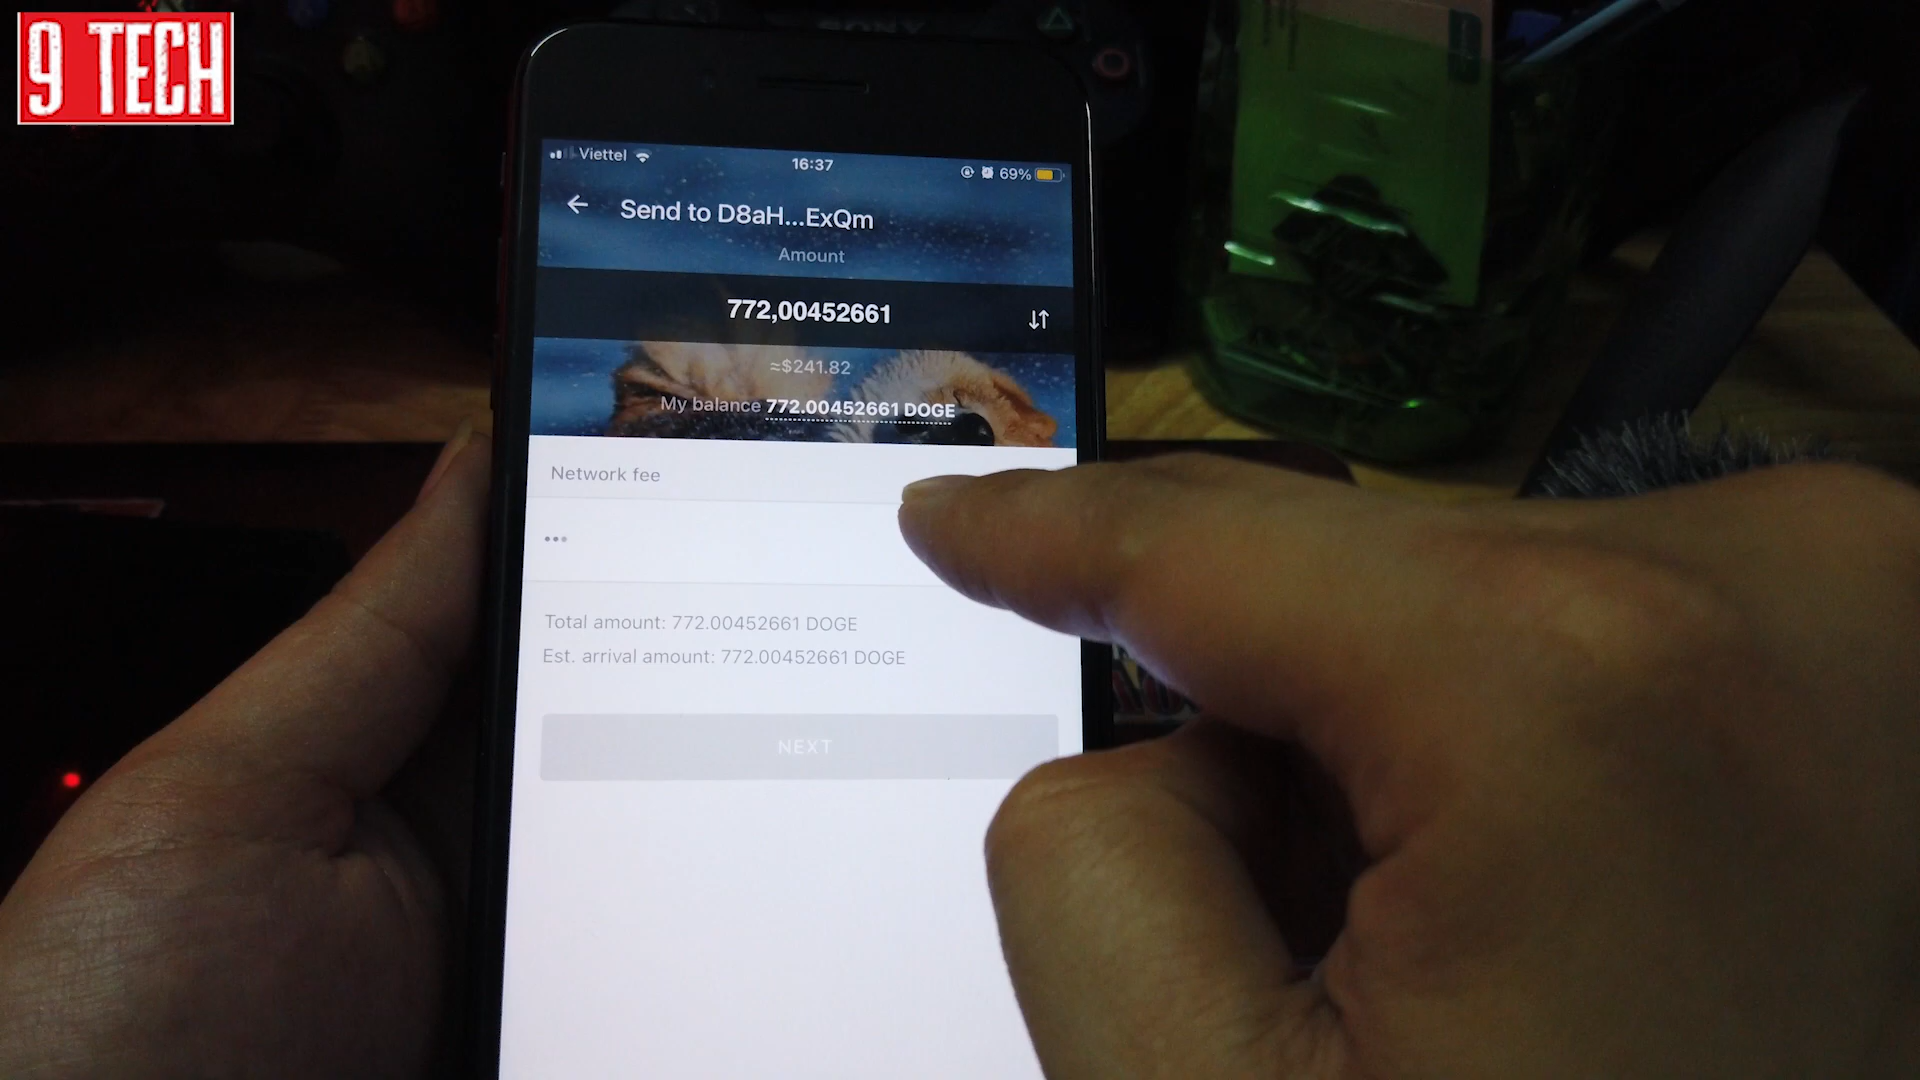 9 TECH
SONY
Viettel
16:37
69%
Send to D8aH...ExQm
Amount
772,00452661
≈$241.82
My balance 772.00452661 DOGE
Network fee
•••
Total amount: 772.00452661 DOGE
Est. arrival amount: 772.00452661 DOGE
NEXT